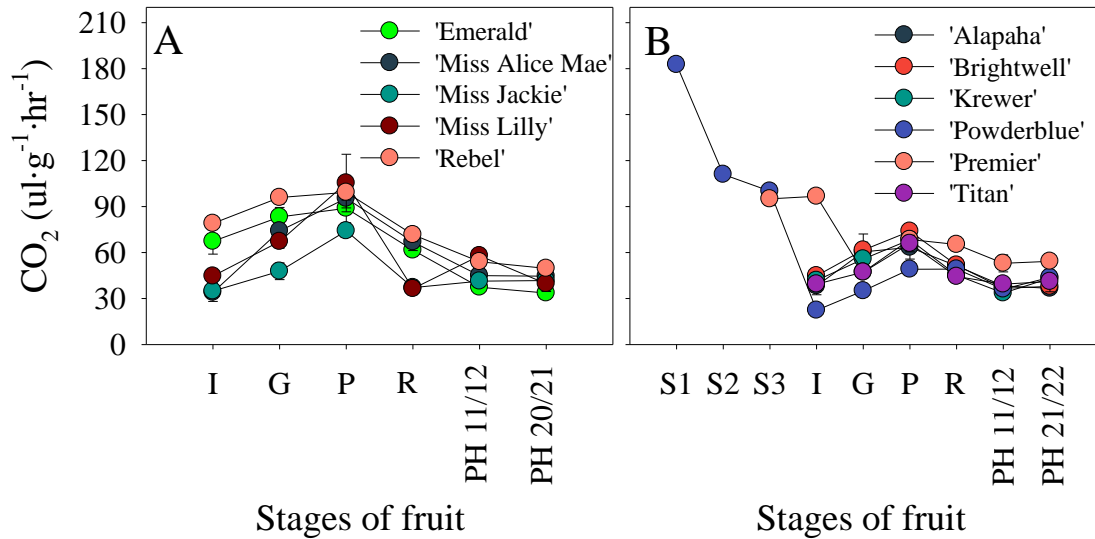 CO2 (ul·g-1·hr-1)
210
180
150
120
90
60
30
0
A
'Emerald'
'Miss Alice Mae'
'Miss Jackie'
'Miss Lilly'
'Rebel'
I G P R PH 11/12 PH 20/21
Stages of fruit
B
'Alapaha'
'Brightwell'
'Krewer'
'Powderblue'
'Premier'
'Titan'
S1 S2 S3 I G P R PH 11/12 PH 21/22
Stages of fruit